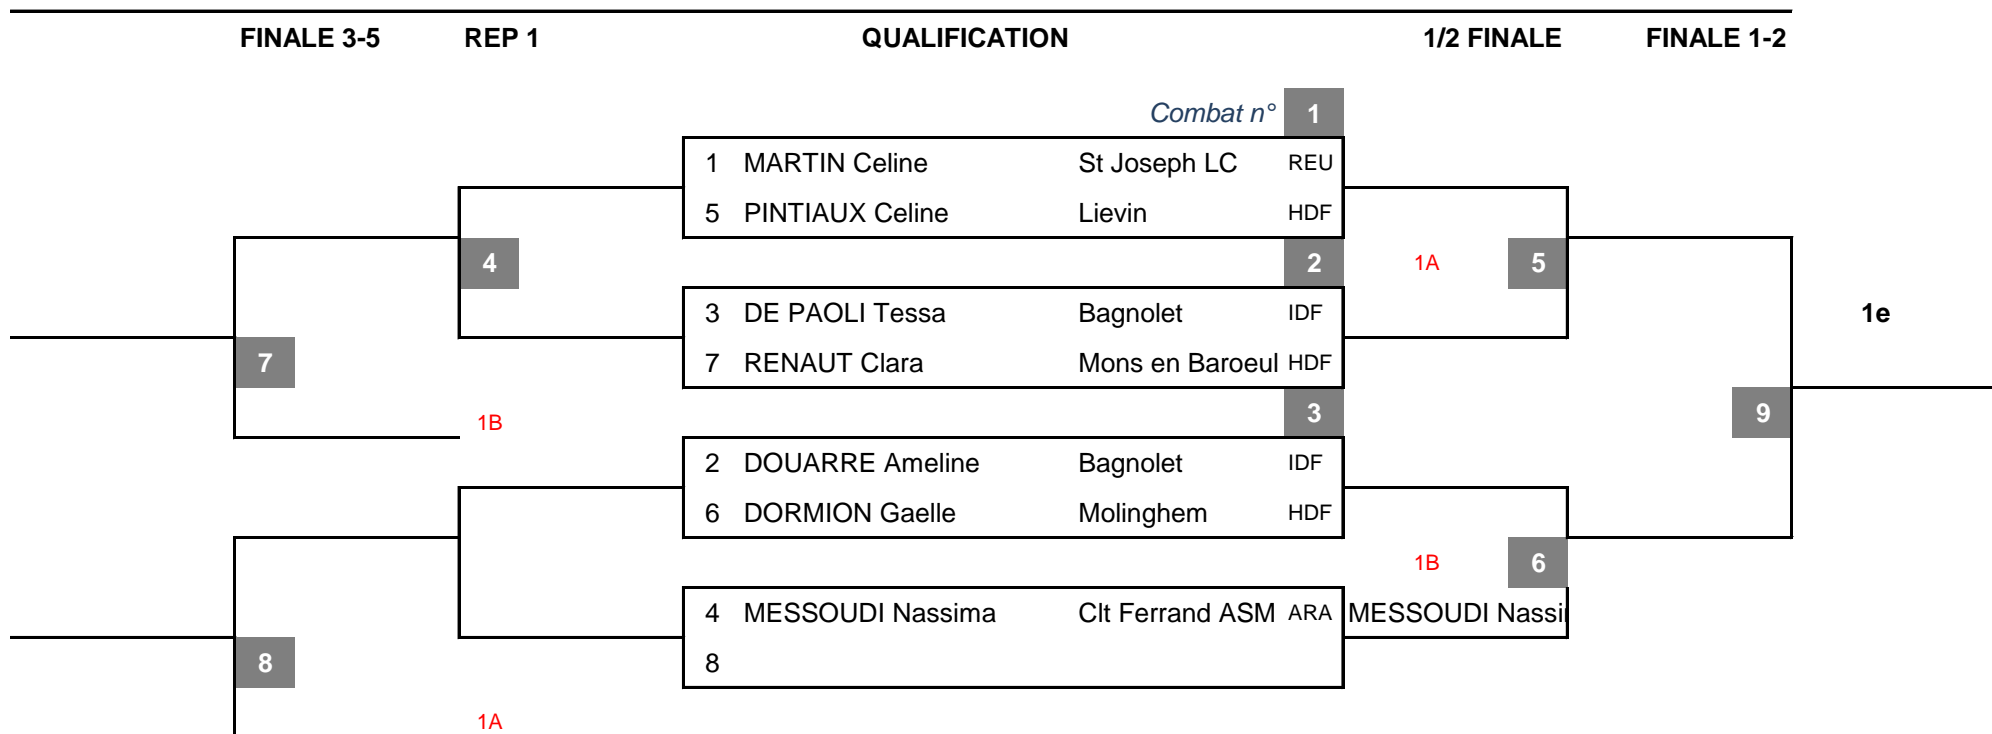 FINALE 3-5 REP 1 QUALIFICATION 1/2 FINALE FINALE 1-2
Combat n° 1
1 MARTIN Celine St Joseph LC REU
5 PINTIAUX Celine Lievin HDF
4 2 1A 5
3 DE PAOLI Tessa Bagnolet IDF 1e
7 7 RENAUT Clara Mons en Baroeul HDF
1B 3 9
2 DOUARRE Ameline Bagnolet IDF
6 DORMION Gaelle Molinghem HDF
1B 6
4 MESSOUDI Nassima Clt Ferrand ASM ARA MESSOUDI Nassi
8 8
1A